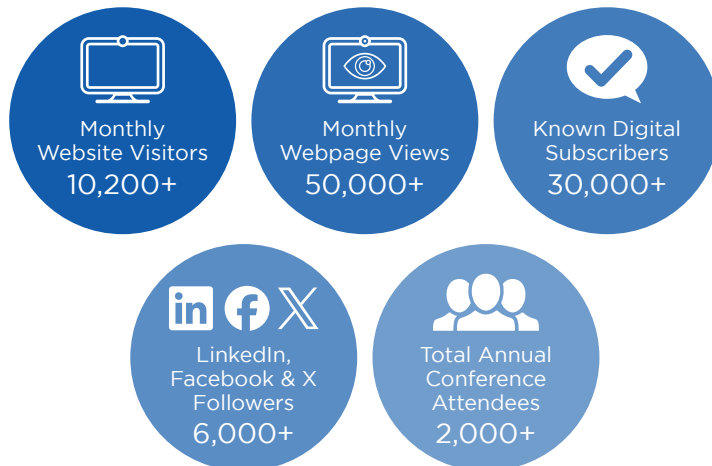 Monthly
Website Visitors
10,200+
Monthly
Webpage Views
50,000+
Known Digital
Subscribers
30,000+
in f X
LinkedIn,
Facebook & X
Followers
6,000+
Total Annual
Conference
Attendees
2,000+